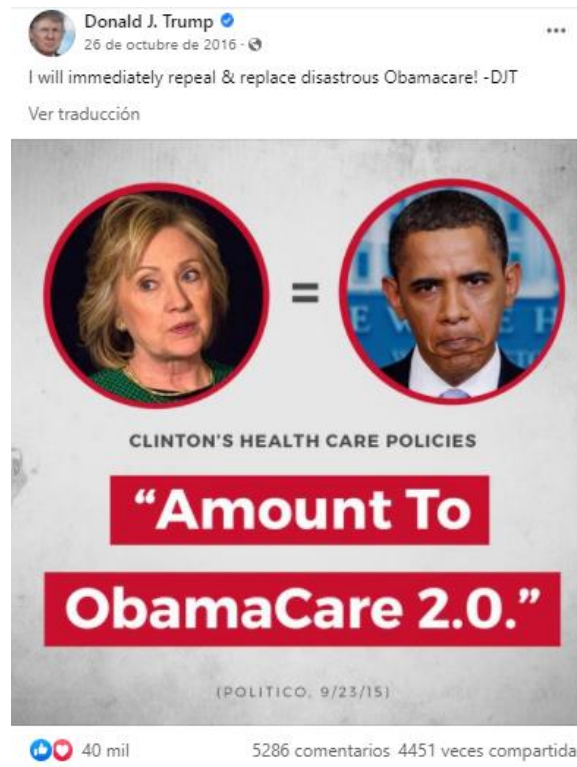 Donald J. Trump
26 de octubre de 2016 ·
I will immediately repeal & replace disastrous Obamacare! -DJT
Ver traducción
=
CLINTON'S HEALTH CARE POLICIES
“Amount To
ObamaCare 2.0.”
(POLITICO, 9/23/15)
40 mil 5286 comentarios 4451 veces compartida